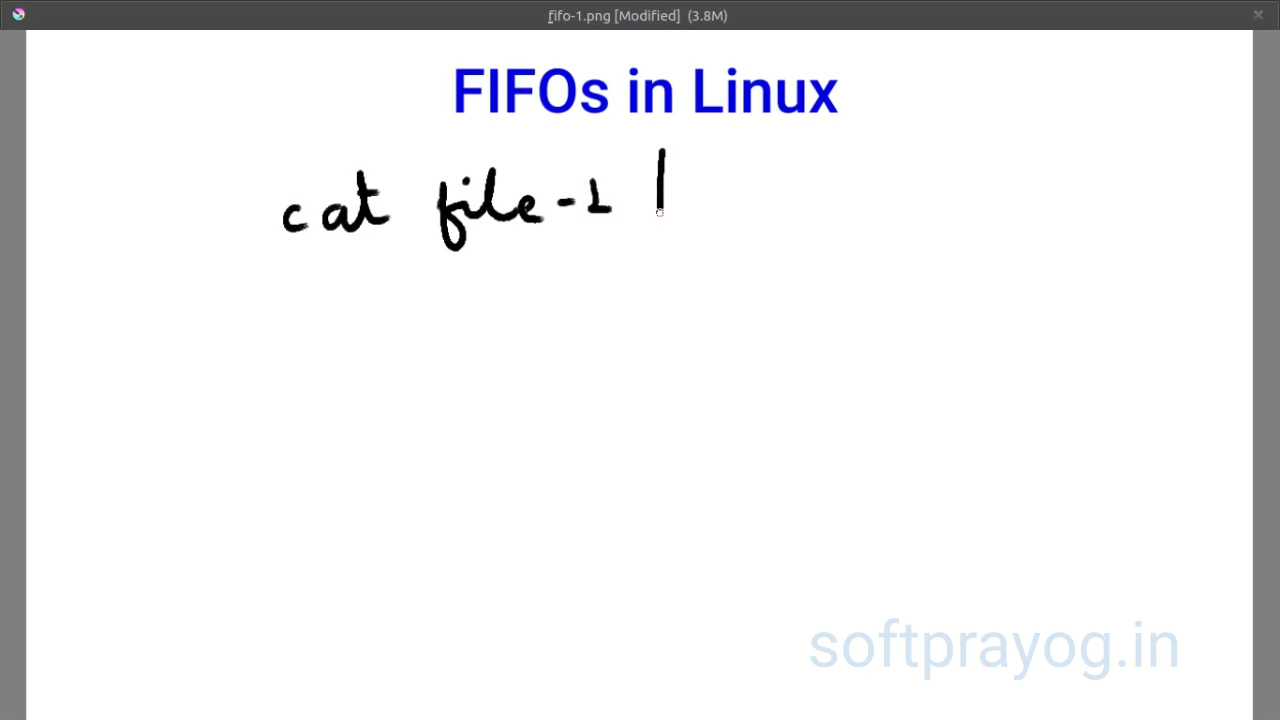 fifo-1.png [Modified] (3.8M)
FIFOs in Linux
cat file-1 |
softprayog.in